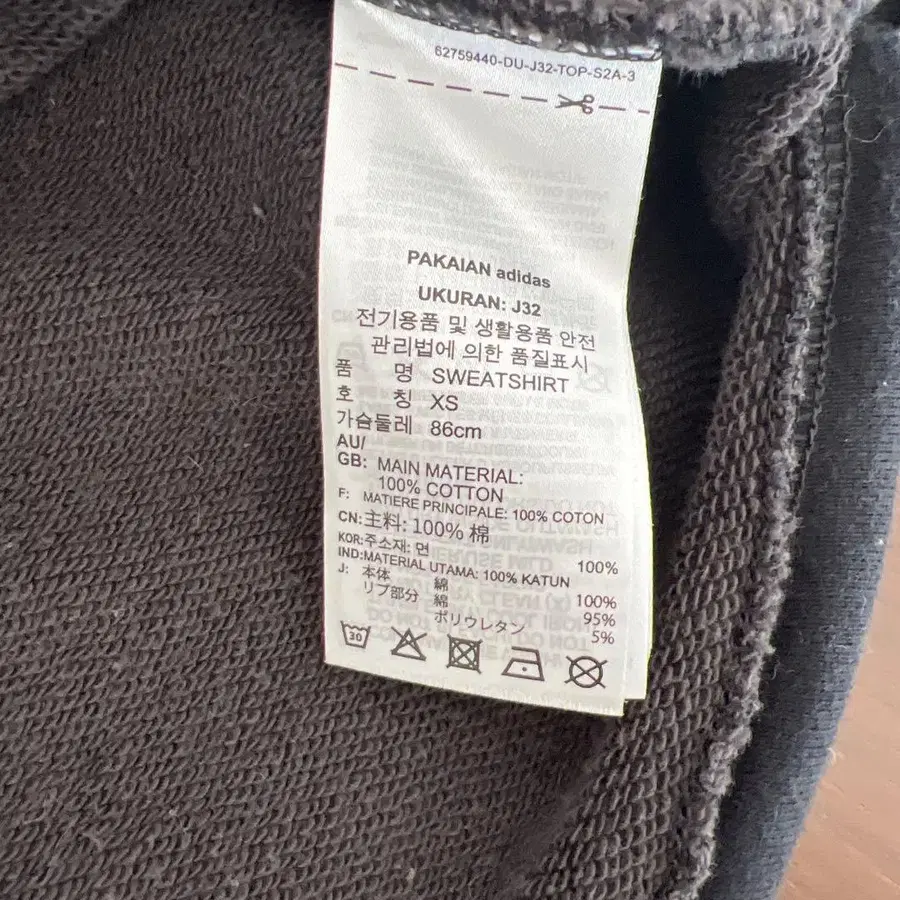 62759440-DU-J32-TOP-S2A-3
PAKAIAN adidas
UKURAN: J32
전기용품 및 생활용품 안전
관리법에 의한 품질표시
품 명 SWEATSHIRT
호 칭 XS
가슴둘레 86cm
AU/
GB: MAIN MATERIAL:
100% COTTON
F: MATIERE PRINCIPALE: 100% COTON
CN:主料: 100% 棉
KOR:주소재: 면 100%
IND:MATERIAL UTAMA: 100% KATUN
J: 本体 綿 100%
リブ部分 綿 95%
ポリウレタン 5%
30